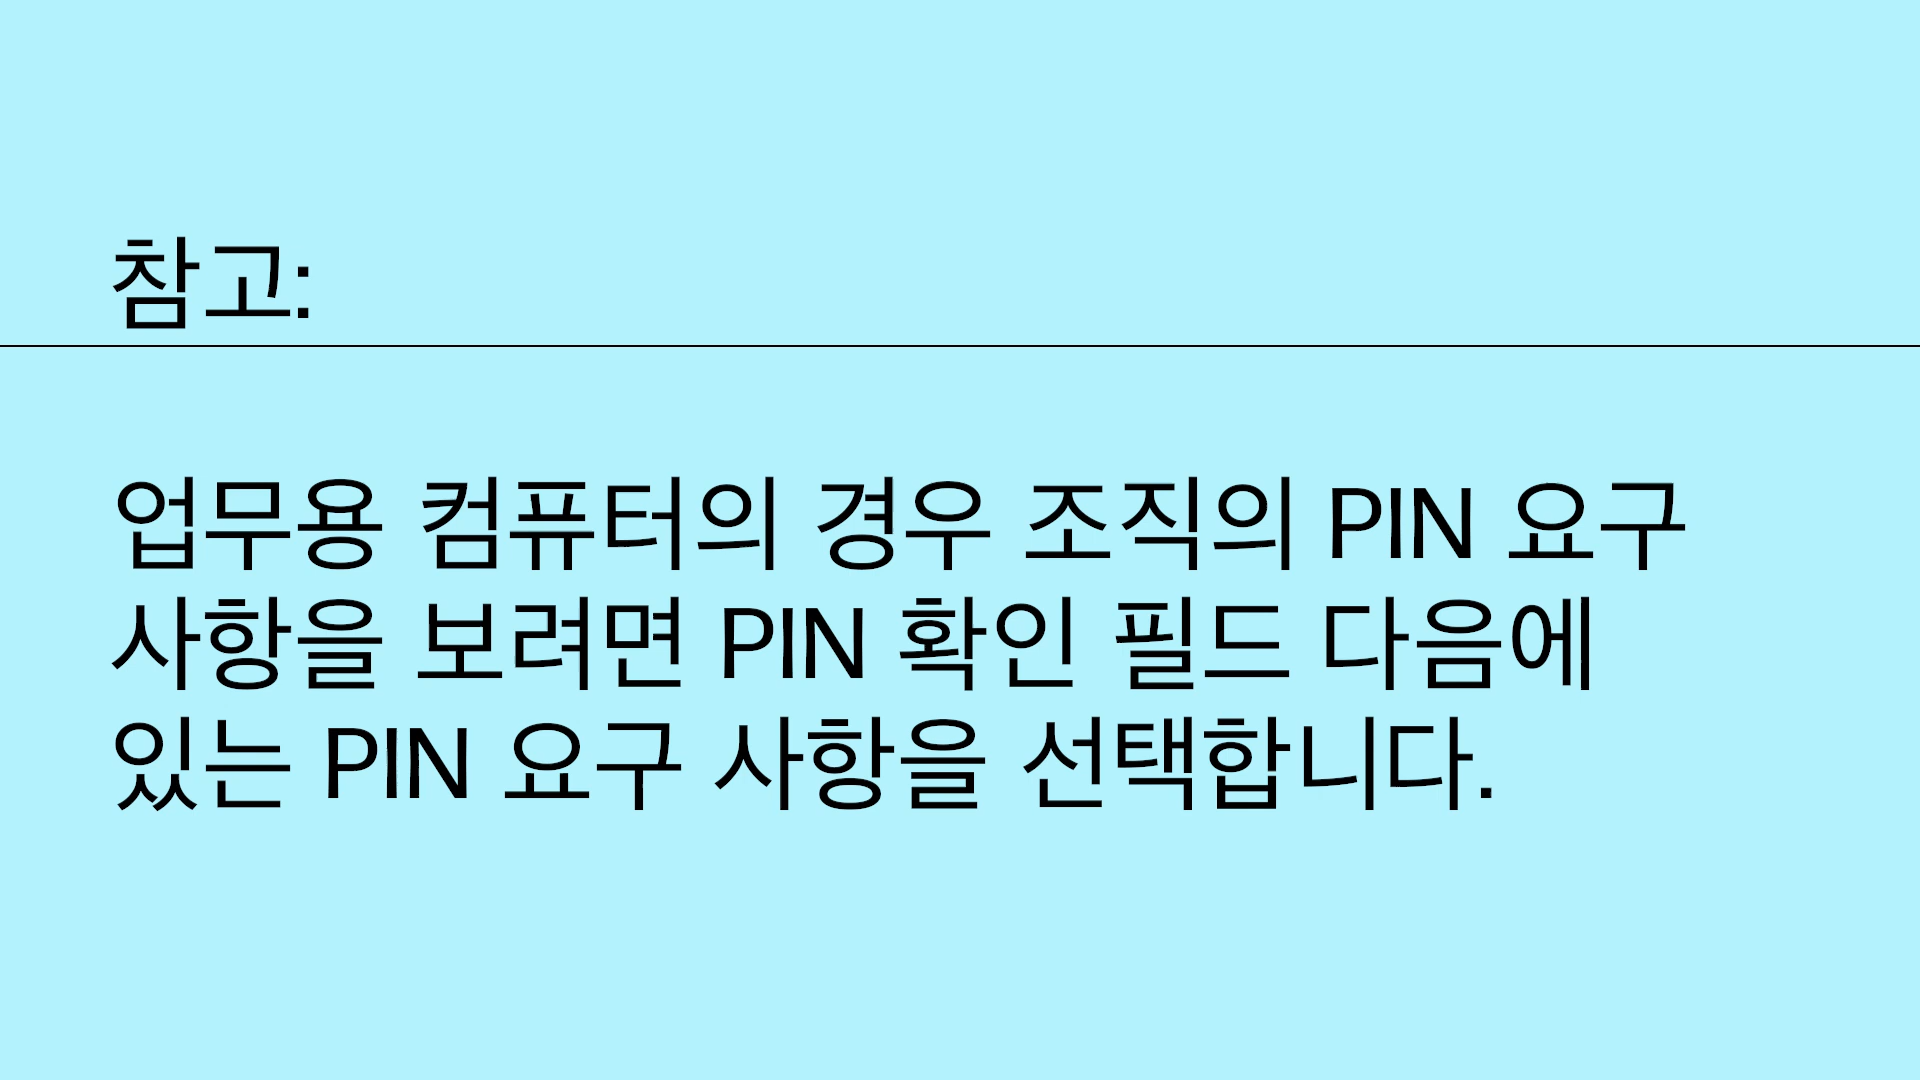 참고:
업무용 컴퓨터의 경우 조직의 PIN 요구
사항을 보려면 PIN 확인 필드 다음에
있는 PIN 요구 사항을 선택합니다.